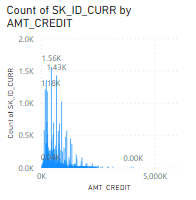 Count of SK_ID_CURR by
AMT_CREDIT
2.0K
1.56K
1.43K
1.5K
1.18K
1.0K
0.5K
0.00K
0.0K
0K
5,000K
Count of SK_ID_CURR
AMT_CREDIT